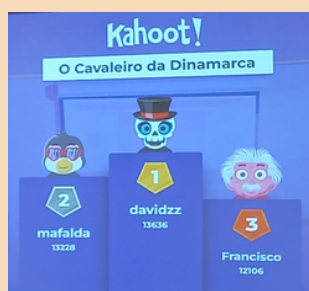 Kahoot!
O Cavaleiro da Dinamarca
1
davidzz
13636
2
mafalda
13228
3
Francisco
12106